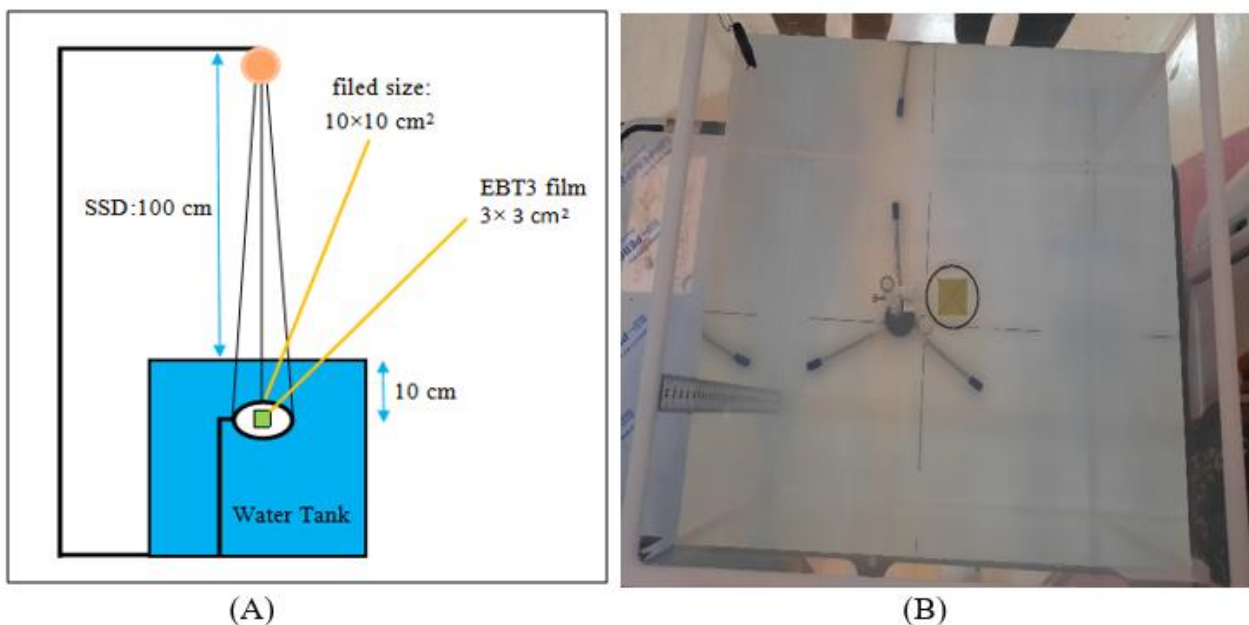 filed size:
10×10 cm²
EBT3 film
3× 3 cm²
SSD:100 cm
10 cm
Water Tank
(A)
(B)